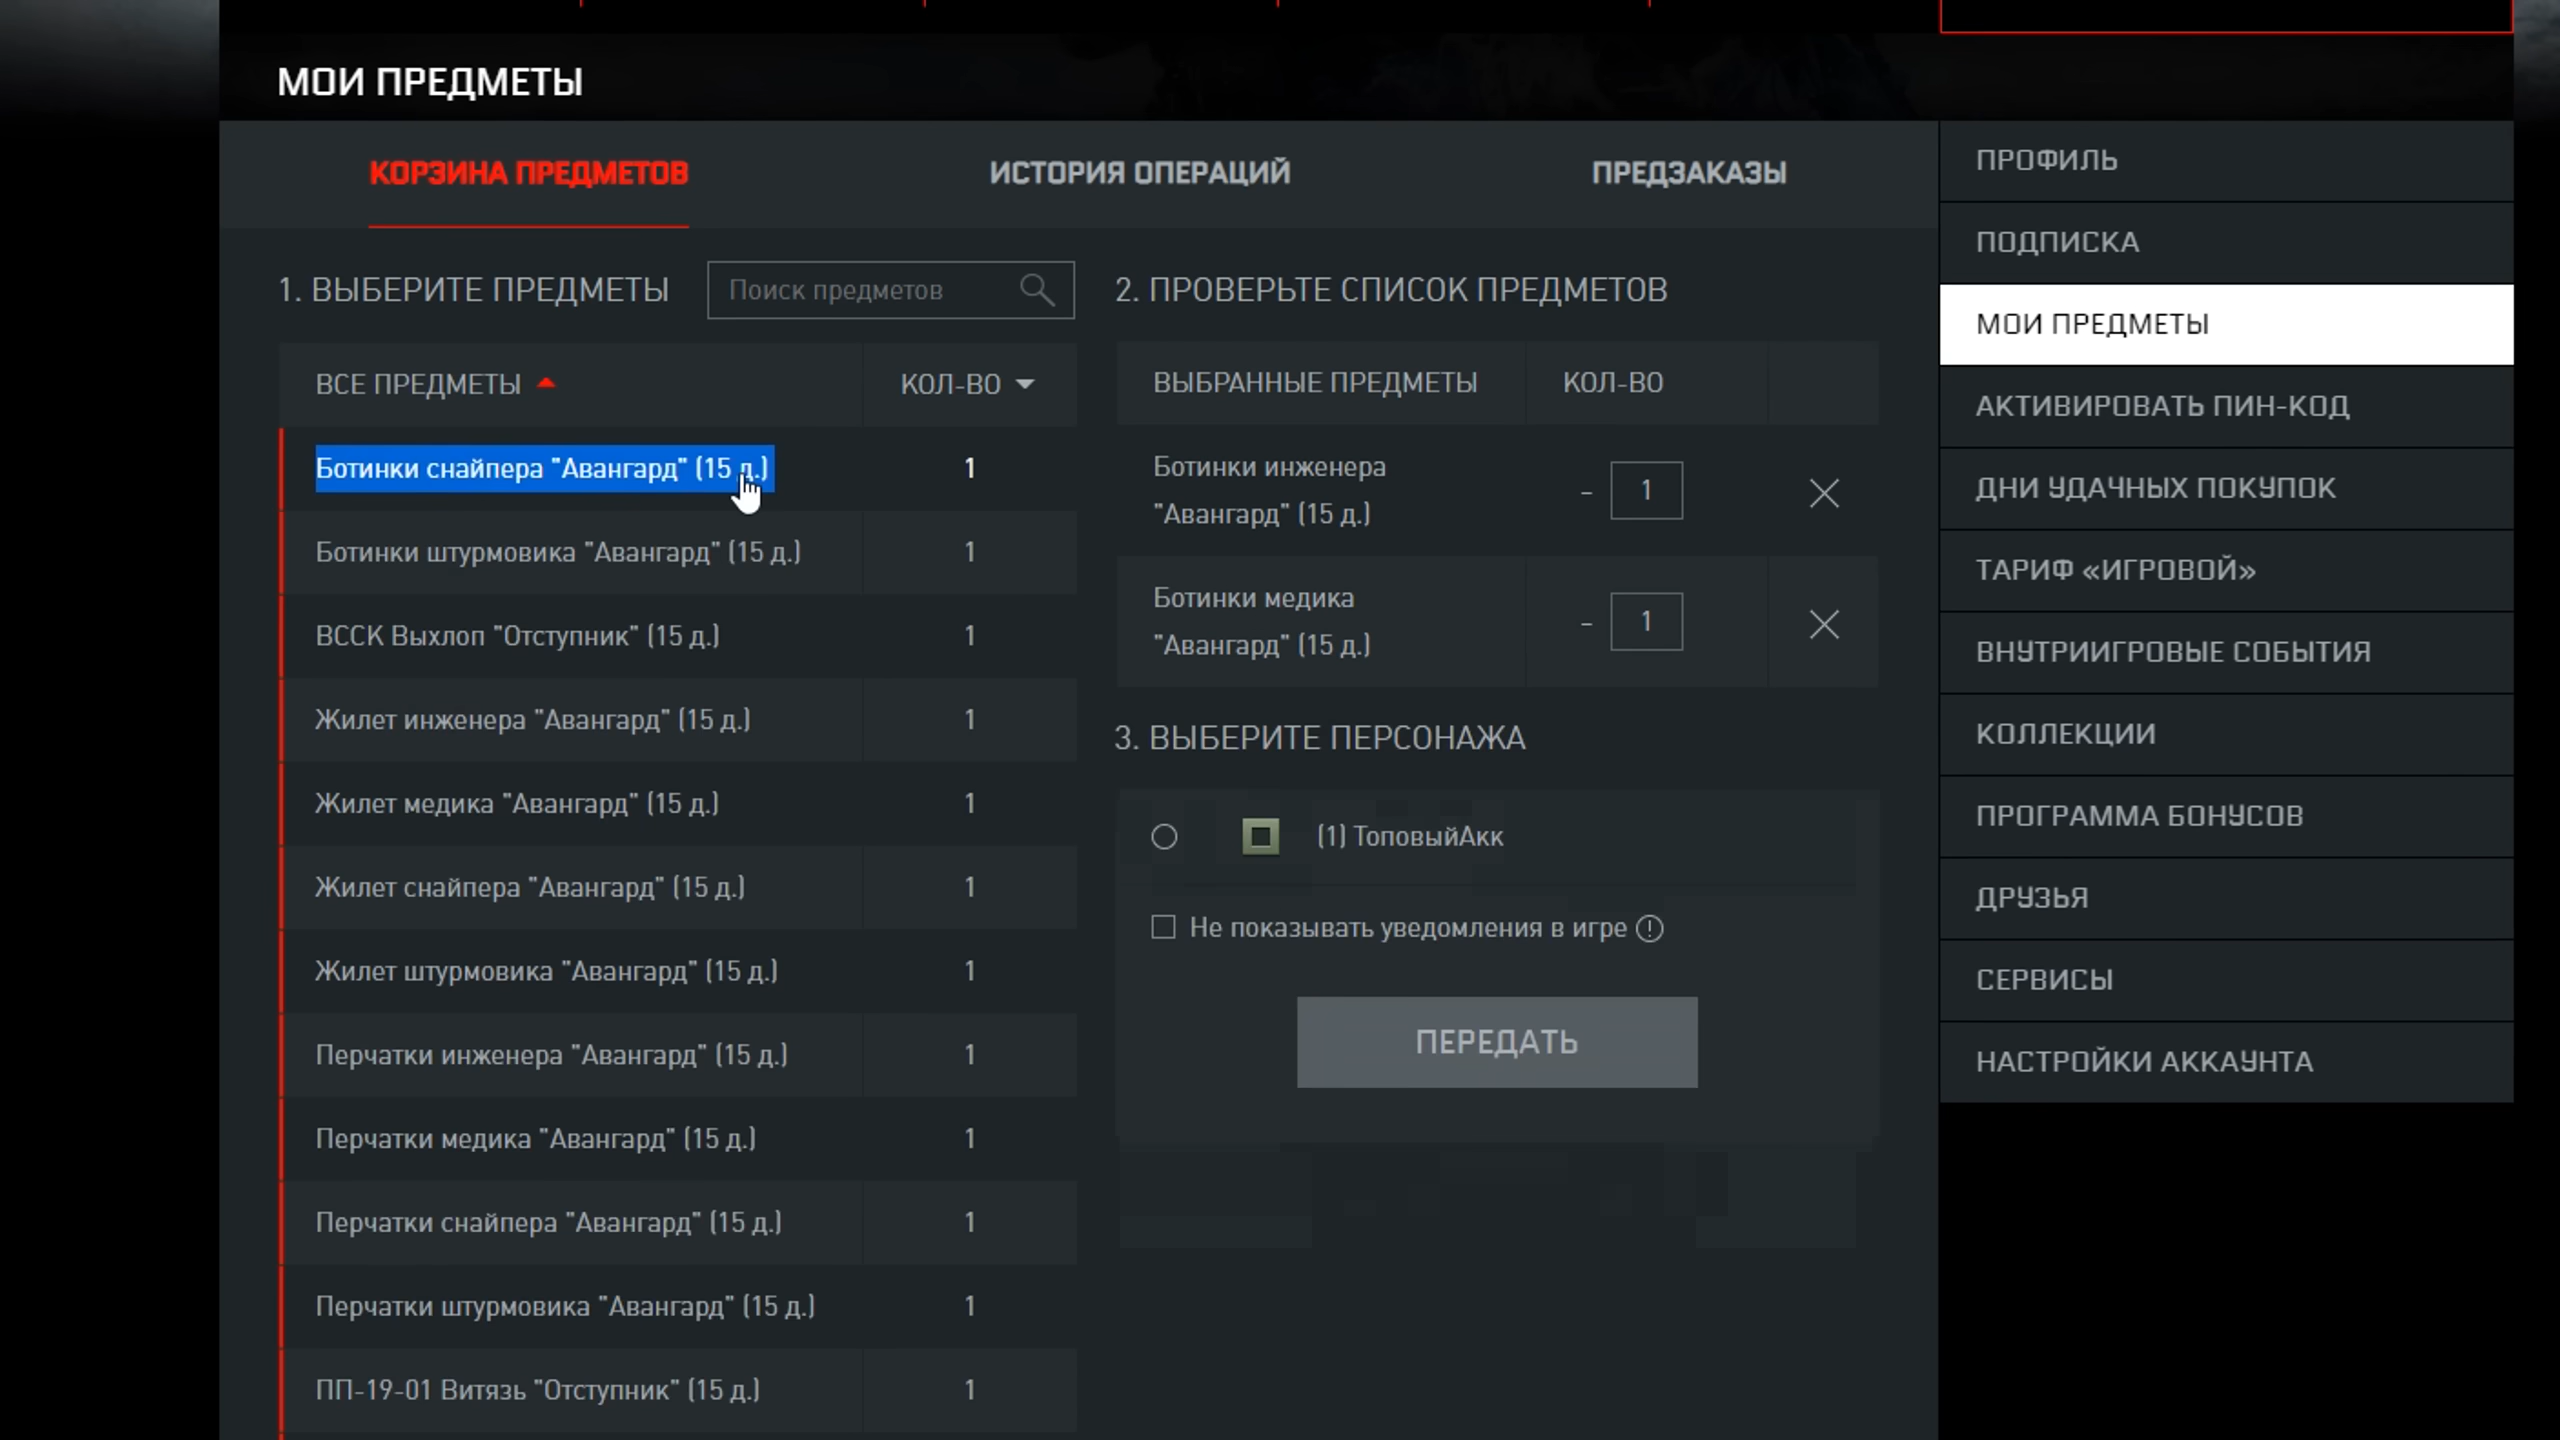 МОИ ПРЕДМЕТЫ
КОРЗИНА ПРЕДМЕТОВ
ИСТОРИЯ ОПЕРАЦИЙ
ПРЕДЗАКАЗЫ
1. ВЫБЕРИТЕ ПРЕДМЕТЫ
Поиск предметов
ВСЕ ПРЕДМЕТЫ КОЛ-ВО
Ботинки снайпера "Авангард" (15 д.) 1
Ботинки штурмовика "Авангард" (15 д.) 1
ВССК Выхлоп "Отступник" (15 д.) 1
Жилет инженера "Авангард" (15 д.) 1
Жилет медика "Авангард" (15 д.) 1
Жилет снайпера "Авангард" (15 д.) 1
Жилет штурмовика "Авангард" (15 д.) 1
Перчатки инженера "Авангард" (15 д.) 1
Перчатки медика "Авангард" (15 д.) 1
Перчатки снайпера "Авангард" (15 д.) 1
Перчатки штурмовика "Авангард" (15 д.) 1
ПП-19-01 Витязь "Отступник" (15 д.) 1
2. ПРОВЕРЬТЕ СПИСОК ПРЕДМЕТОВ
ВЫБРАННЫЕ ПРЕДМЕТЫ КОЛ-ВО
Ботинки инженера
"Авангард" (15 д.)
- 1
Ботинки медика
"Авангард" (15 д.)
- 1
3. ВЫБЕРИТЕ ПЕРСОНАЖА
(1) ТоповыйАкк
Не показывать уведомления в игре
ПЕРЕДАТЬ
ПРОФИЛЬ
ПОДПИСКА
МОИ ПРЕДМЕТЫ
АКТИВИРОВАТЬ ПИН-КОД
ДНИ УДАЧНЫХ ПОКУПОК
ТАРИФ «ИГРОВОЙ»
ВНУТРИИГРОВЫЕ СОБЫТИЯ
КОЛЛЕКЦИИ
ПРОГРАММА БОНУСОВ
ДРУЗЬЯ
СЕРВИСЫ
НАСТРОЙКИ АККАУНТА